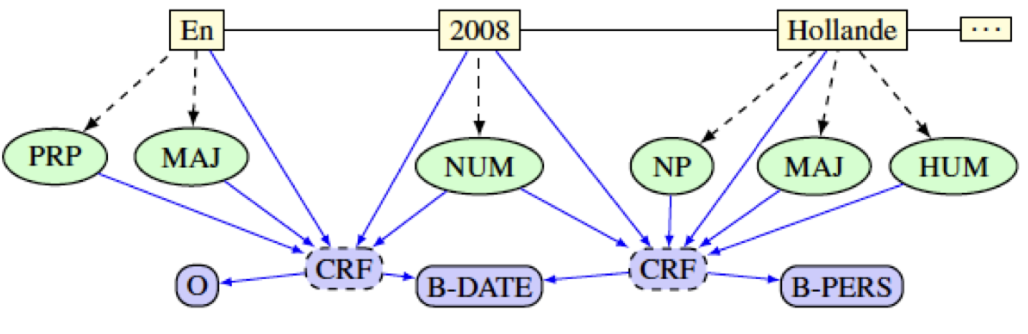 En 2008 Hollande ...
PRP MAJ NUM NP MAJ HUM
CRF CRF
O B-DATE B-PERS